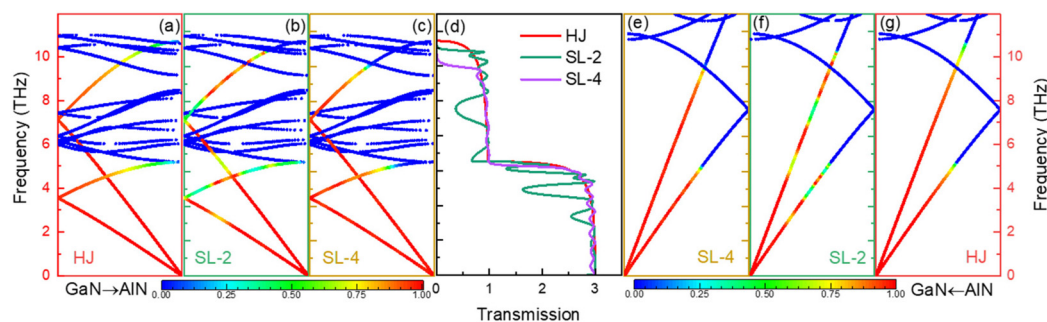 (a)
(b)
(c)
(d)
(e)
(f)
(g)
Frequency (THz)
10
8
6
4
2
0
HJ
SL-2
SL-4
HJ
SL-2
SL-4
SL-4
SL-2
HJ
10
8
6
4
2
0
Frequency (THz)
GaN→AlN
0.00 0.25 0.50 0.75 1.00
0 1 2 3
Transmission
0.00 0.25 0.50 0.75 1.00
GaN←AlN